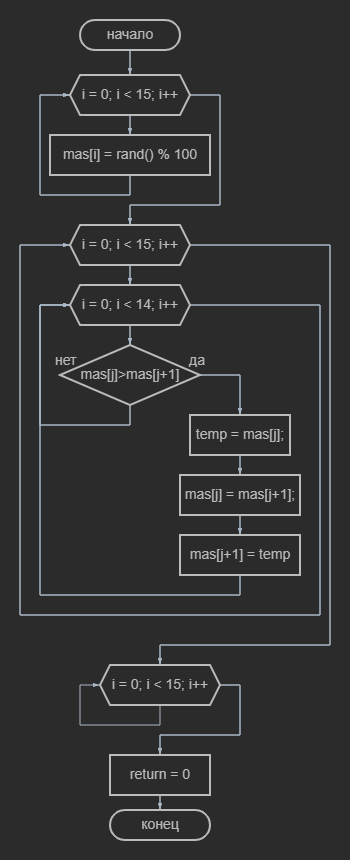 начало
i = 0; i < 15; i++
mas[i] = rand() % 100
i = 0; i < 15; i++
i = 0; i < 14; i++
нет
да
mas[j]>mas[j+1]
temp = mas[j];
mas[j] = mas[j+1];
mas[j+1] = temp
i = 0; i < 15; i++
return = 0
конец